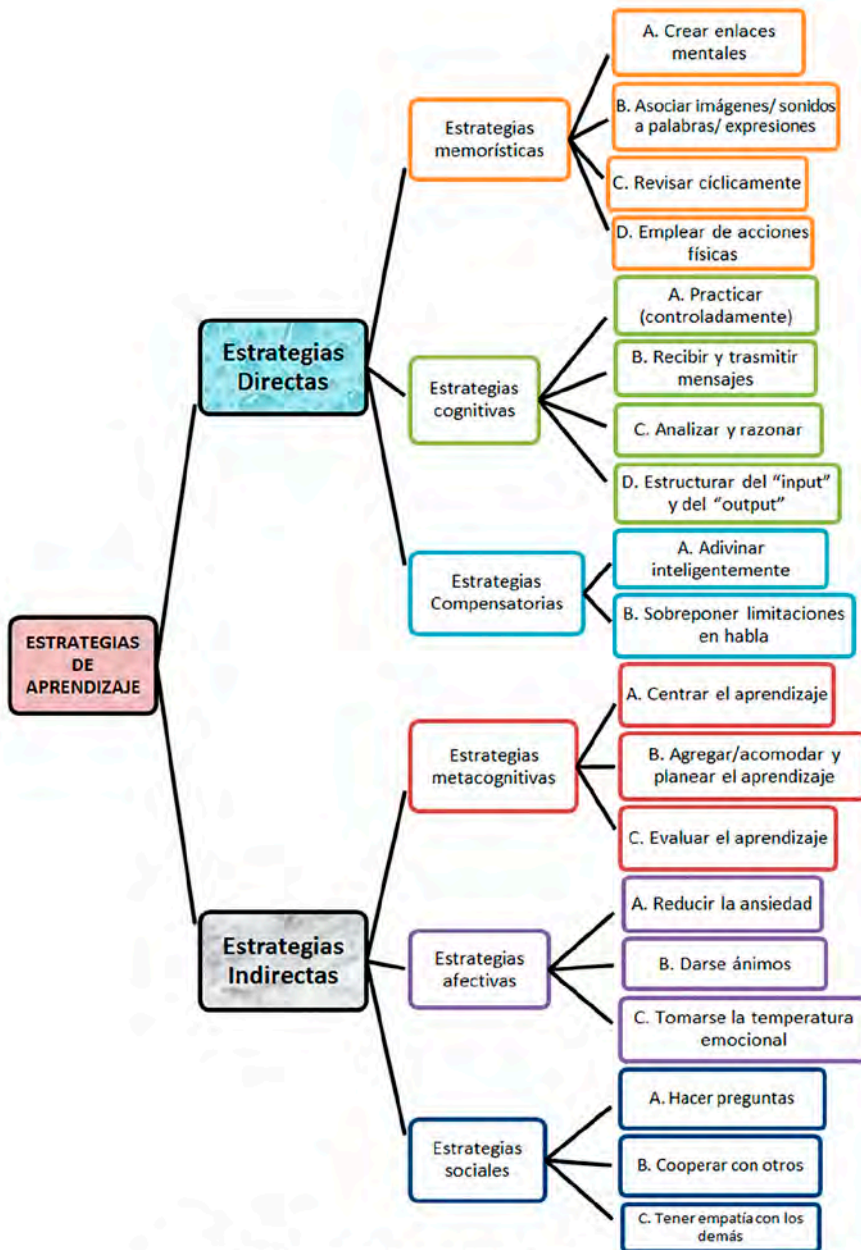 ESTRATEGIAS
DE
APRENDIZAJE
Estrategias
Directas
Estrategias
memorísticas
A. Crear enlaces
mentales
B. Asociar imágenes/ sonidos
a palabras/ expresiones
C. Revisar cíclicamente
D. Emplear de acciones
físicas
Estrategias
cognitivas
A. Practicar
(controladamente)
B. Recibir y trasmitir
mensajes
C. Analizar y razonar
D. Estructurar del “input”
y del “output”
Estrategias
Compensatorias
A. Adivinar
inteligentemente
B. Sobreponer limitaciones
en habla
Estrategias
Indirectas
Estrategias
metacognitivas
A. Centrar el aprendizaje
B. Agregar/acomodar y
planear el aprendizaje
C. Evaluar el aprendizaje
Estrategias
afectivas
A. Reducir la ansiedad
B. Darse ánimos
C. Tomarse la temperatura
emocional
Estrategias
sociales
A. Hacer preguntas
B. Cooperar con otros
C. Tener empatía con los
demás